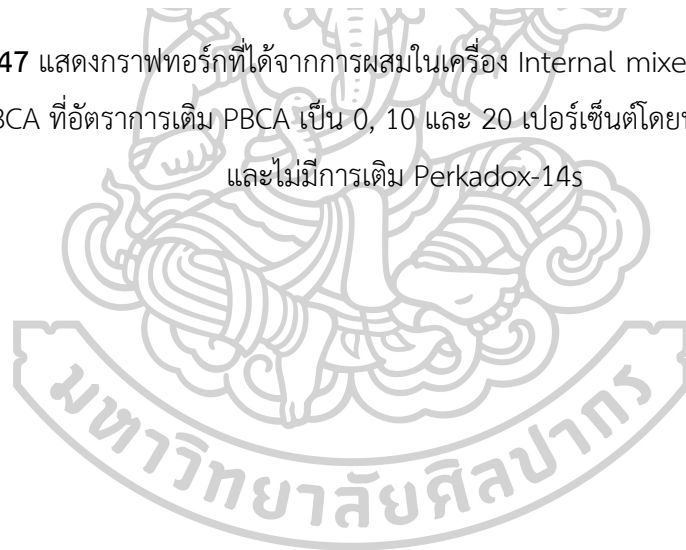 47 แสดงกราฟทอร์กที่ได้จากการผสมในเครื่อง Internal mixe
BCA ที่อัตราการเติม PBCA เป็น 0, 10 และ 20 เปอร์เซ็นต์โดย
และไม่มีการเติม Perkadox-14s
มหาวิทยาลัยศิลปากร